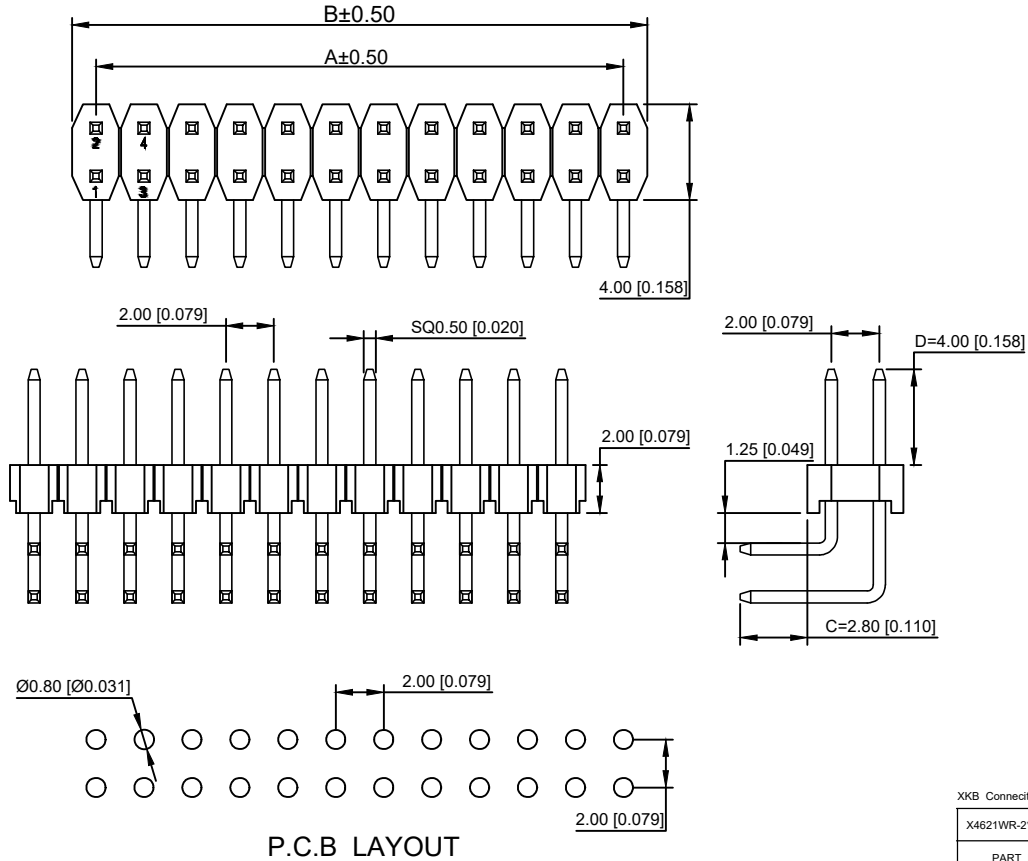 B±0.50
A±0.50
2 4
1 3
4.00 [0.158]
2.00 [0.079]
SQ0.50 [0.020]
2.00 [0.079]
2.00 [0.079]
D=4.00 [0.158]
1.25 [0.049]
C=2.80 [0.110]
Ø0.80 [Ø0.031]
2.00 [0.079]
2.00 [0.079]
P.C.B LAYOUT
XKB
PART